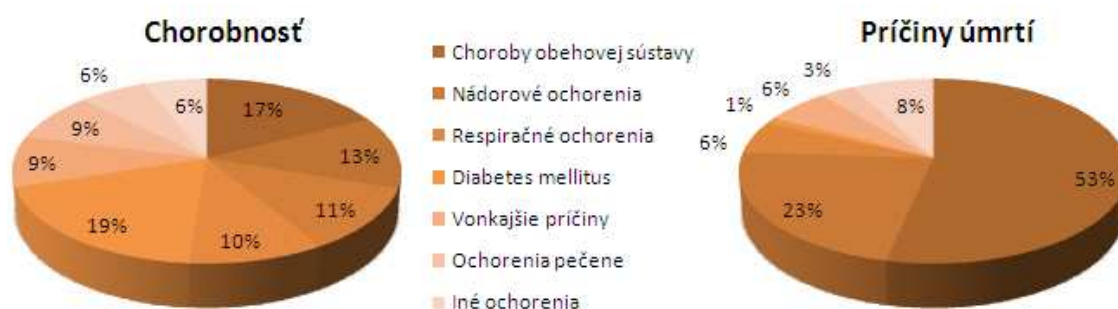 Chorobnosť
6%
6%
17%
9%
13%
9%
11%
19%
10%
Choroby obehovej sústavy
Nádorové ochorenia
Respiračné ochorenia
Diabetes mellitus
Vonkajšie príčiny
Ochorenia pečene
Iné ochorenia
Príčiny úmrtí
3%
6%
8%
1%
6%
53%
23%